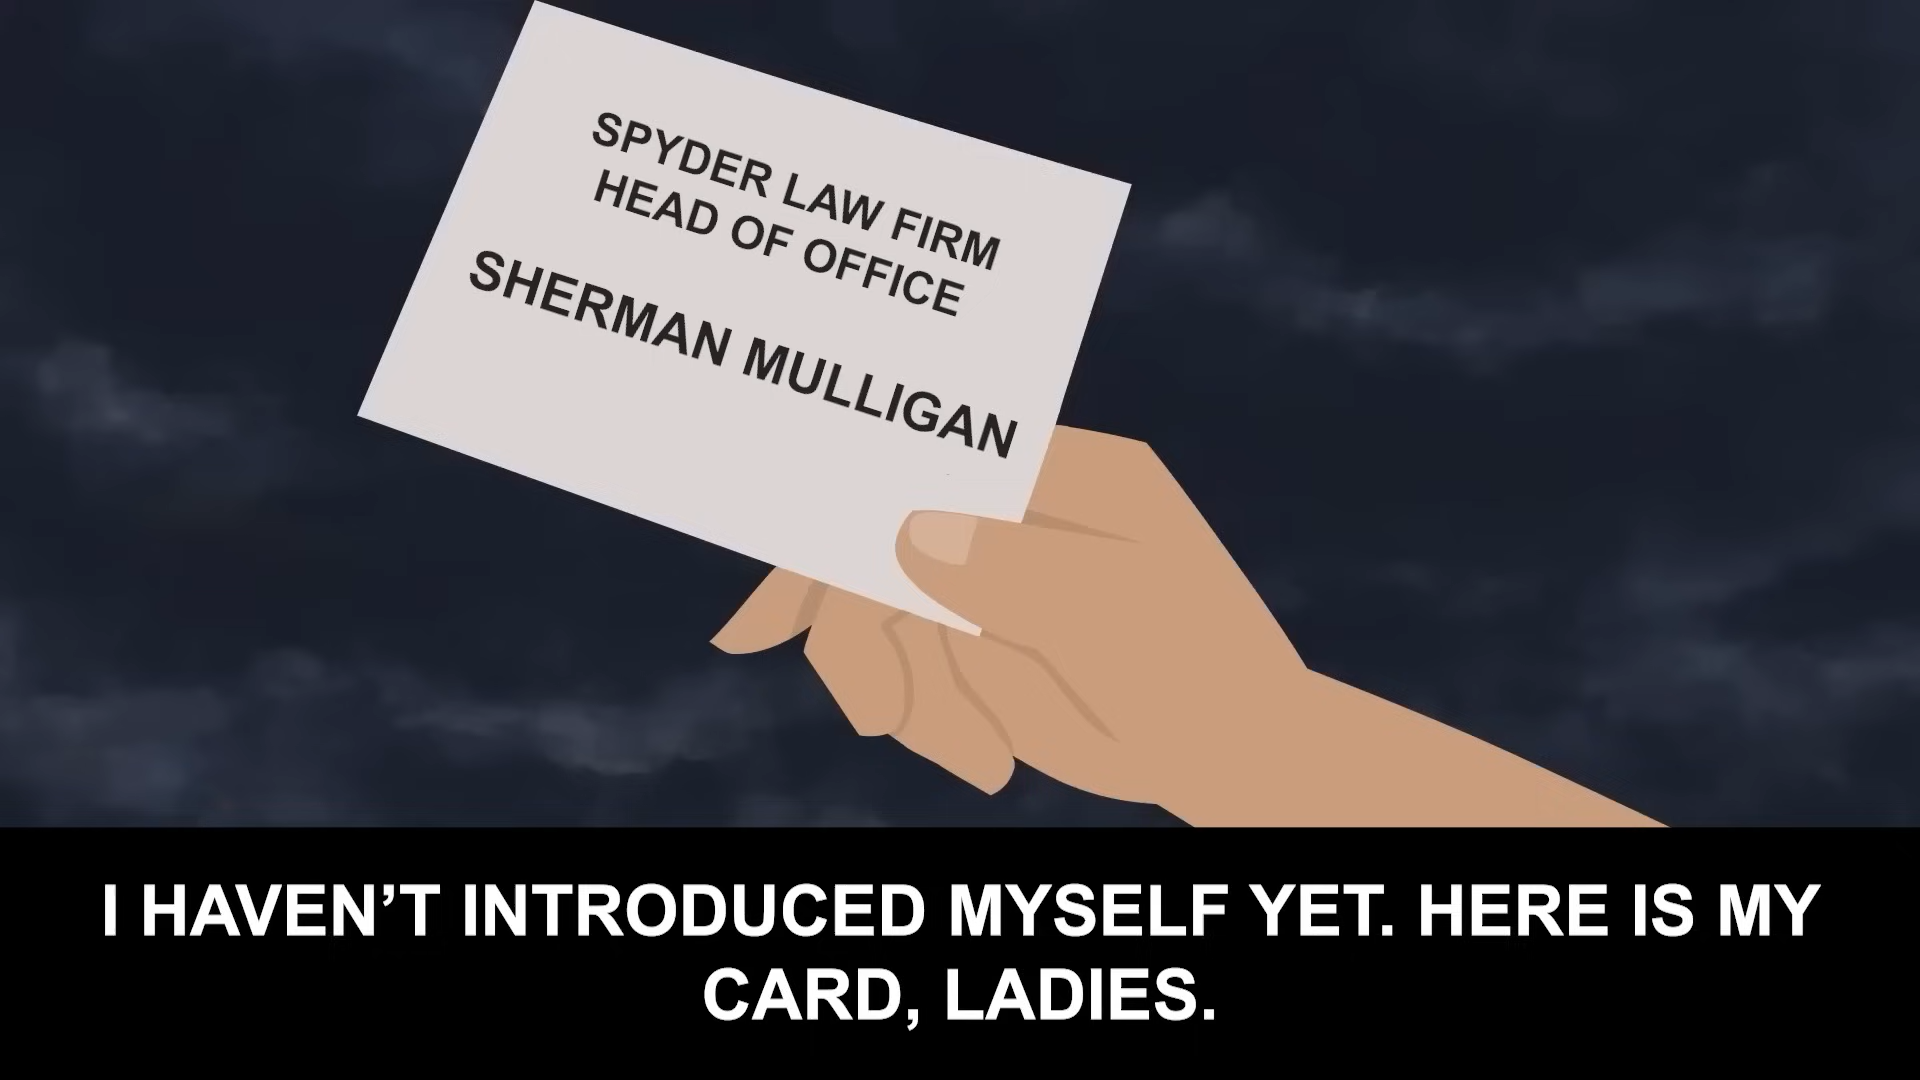 SPYDER LAW FIRM
HEAD OF OFFICE
SHERMAN MULLIGAN
I HAVEN’T INTRODUCED MYSELF YET. HERE IS MY
CARD, LADIES.